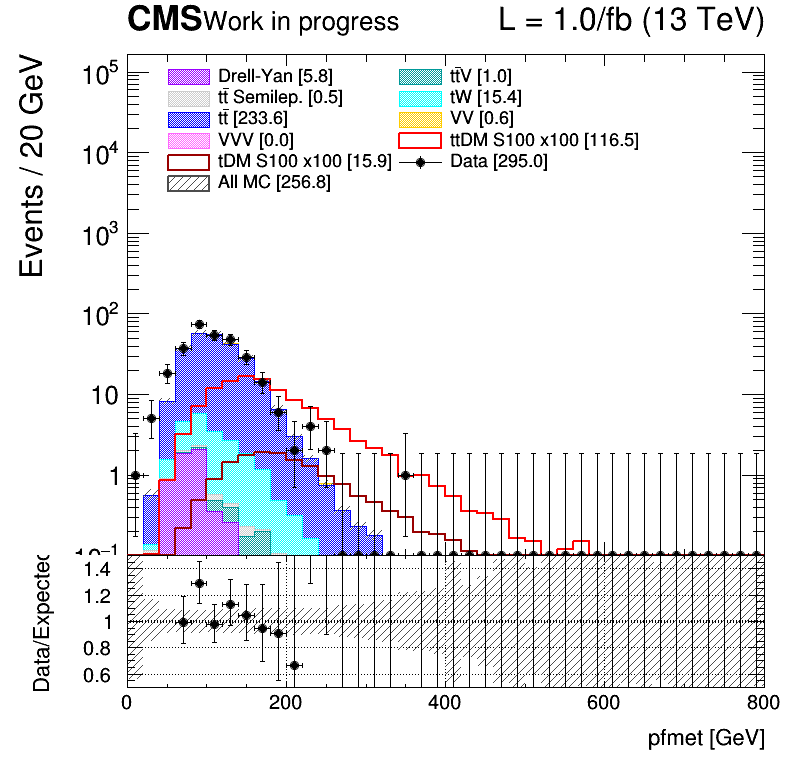 CMS Work in progress L = 1.0/fb (13 TeV)
Events / 20 GeV
Drell-Yan [5.8] tt̄V [1.0]
tt̄ Semilep. [0.5] tW [15.4]
tt̄ [233.6] VV [0.6]
VVV [0.0] ttDM S100 x100 [116.5]
tDM S100 x100 [15.9] Data [295.0]
All MC [256.8]
10⁵
10⁴
10³
10²
10
1
10⁻¹
Data/Expected
1.4
1.2
1
0.8
0.6
0 200 400 600 800
pfmet [GeV]